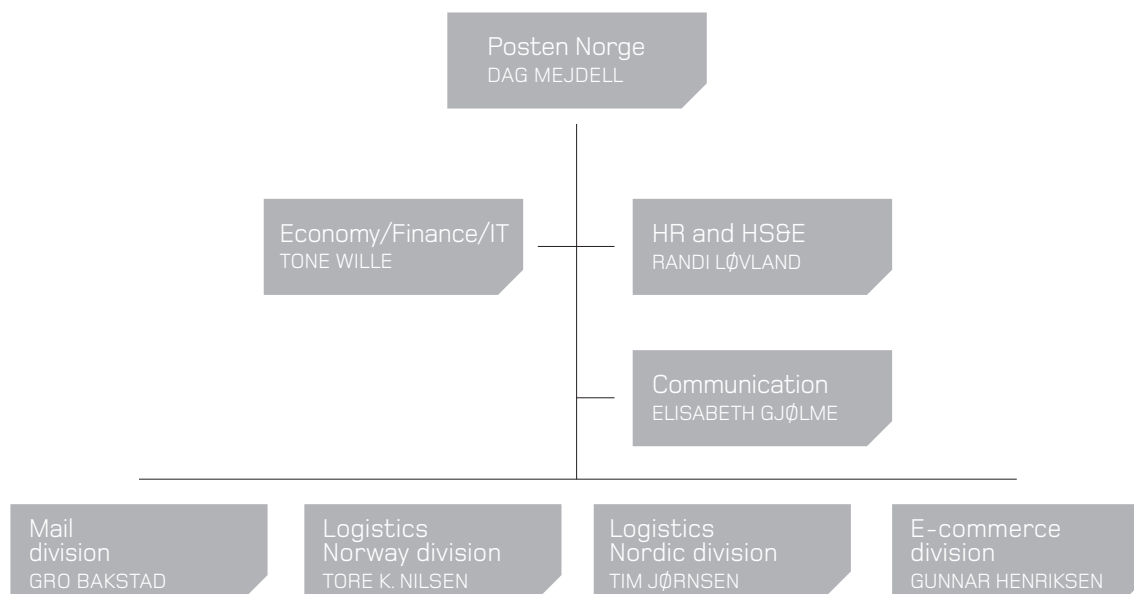 Posten Norge
DAG MEJDELL
Economy/Finance/IT
TONE WILLE
HR and HS&E
RANDI LØVLAND
Communication
ELISABETH GJØLME
Mail
division
GRO BAKSTAD
Logistics
Norway division
TORE K. NILSEN
Logistics
Nordic division
TIM JØRNSEN
E-commerce
division
GUNNAR HENRIKSEN